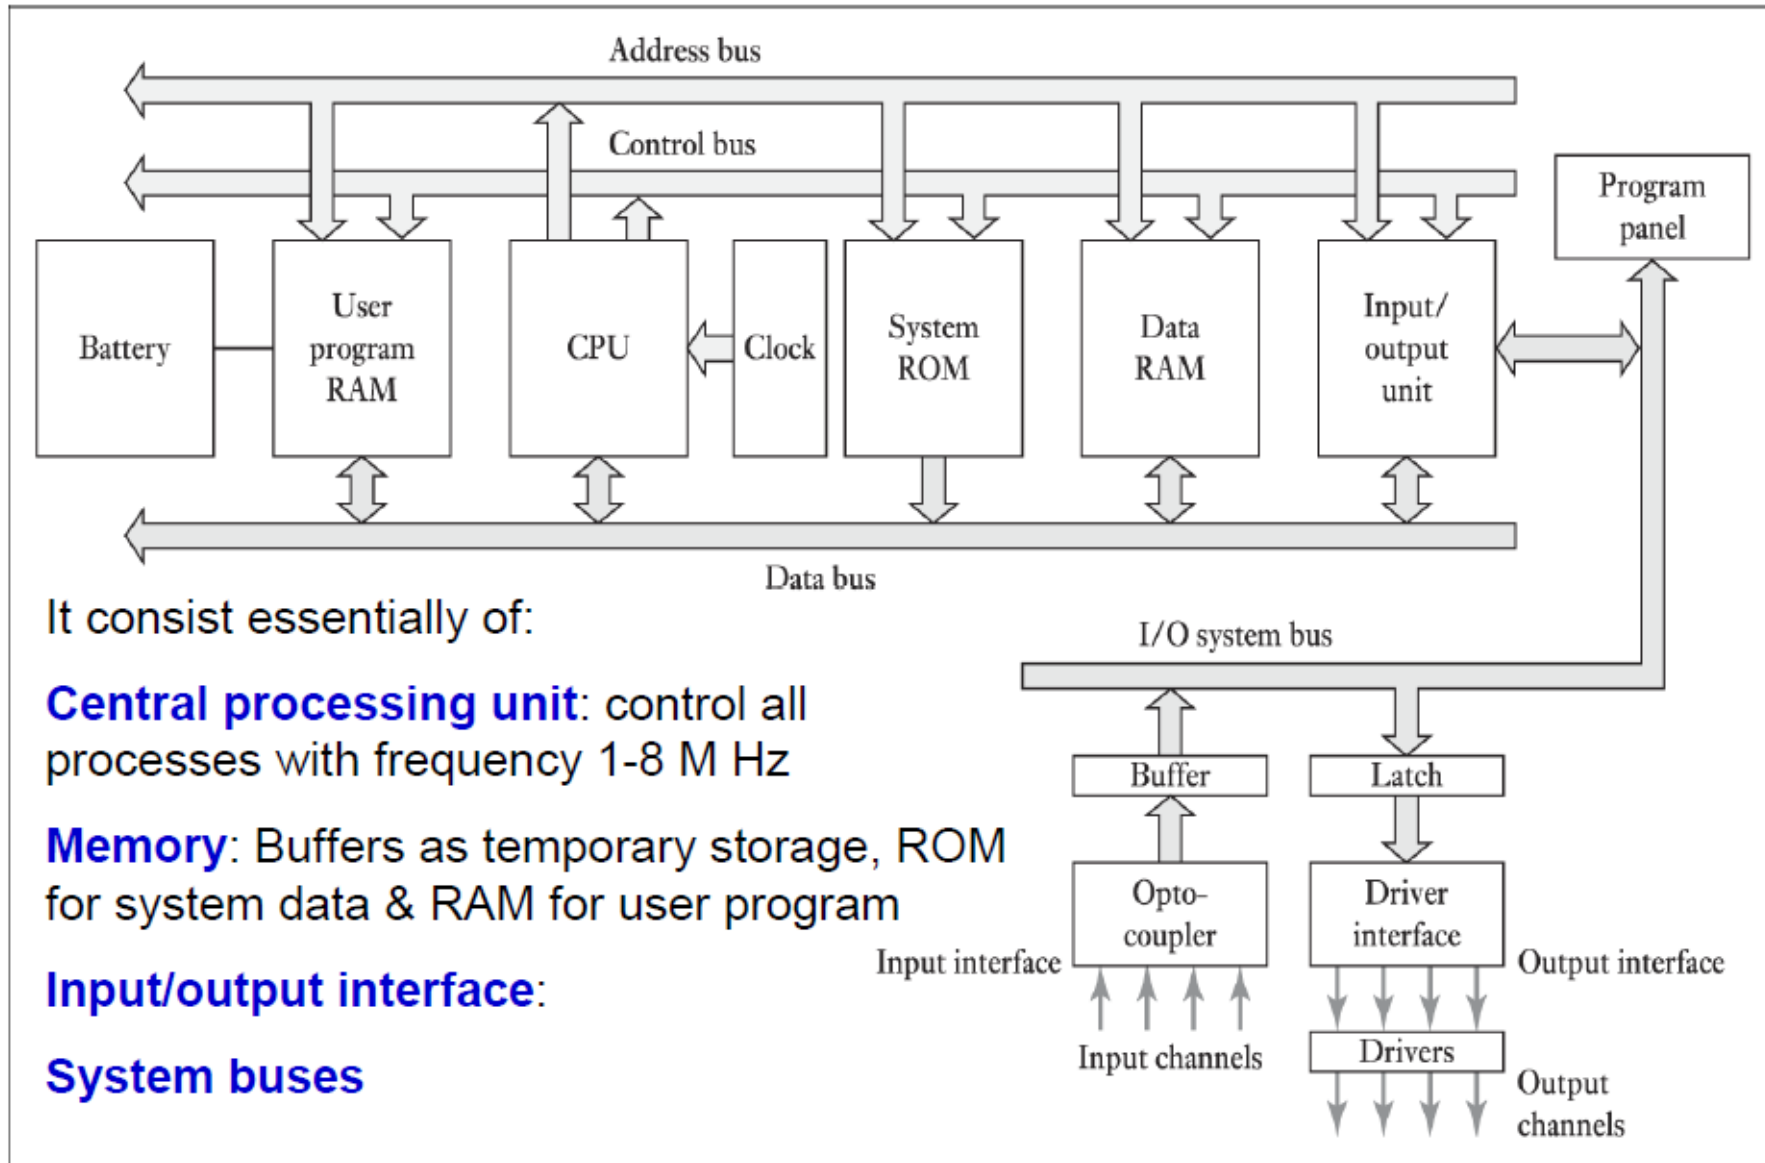 Address bus
Control bus
Program
panel
Battery
User
program
RAM
CPU
Clock
System
ROM
Data
RAM
Input/
output
unit
Data bus
It consist essentially of:
Central processing unit: control all
processes with frequency 1-8 M Hz
Memory: Buffers as temporary storage, ROM
for system data & RAM for user program
Input/output interface:
System buses
I/O system bus
Buffer
Latch
Opto-
coupler
Driver
interface
Input interface
Output interface
Input channels
Drivers
Output
channels